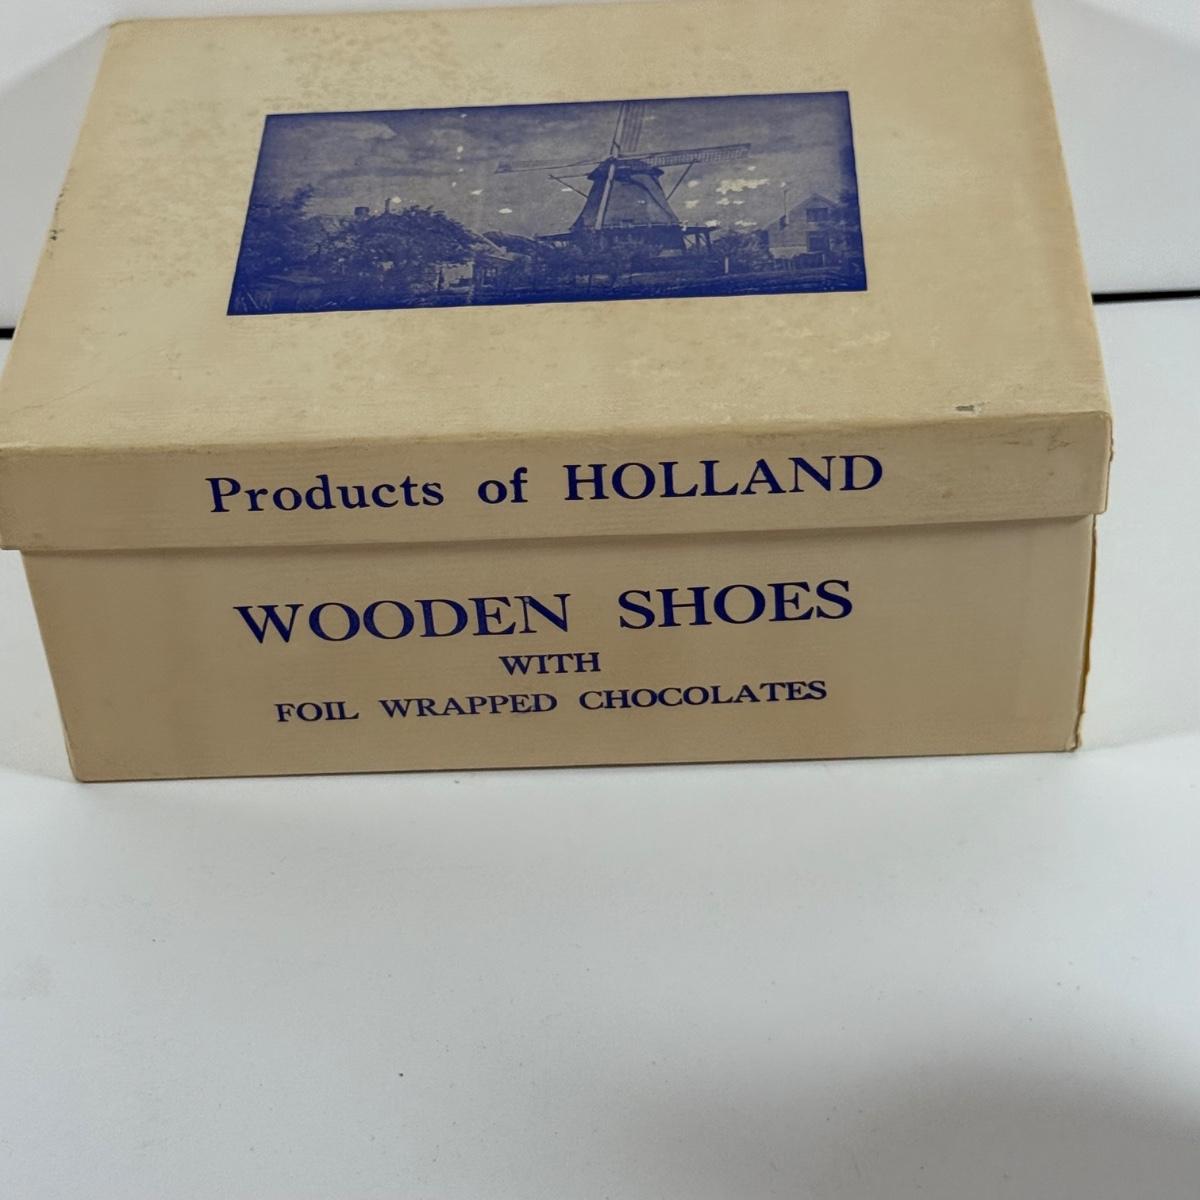 Products of HOLLAND
WOODEN SHOES
WITH
FOIL WRAPPED CHOCOLATES